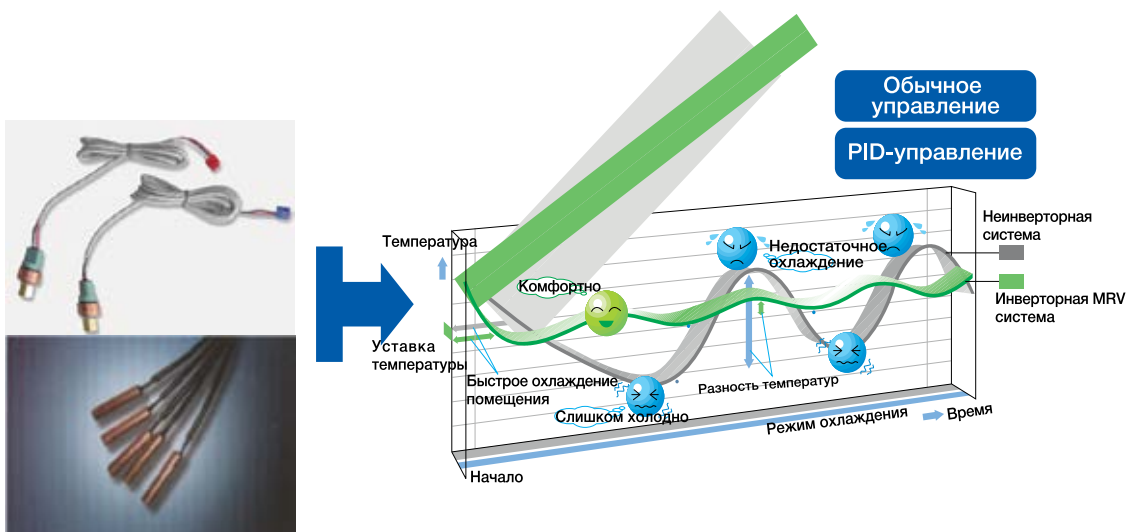 Обычное
управление
PID-управление
Неинверторная
система
Температура
Недостаточное
охлаждение
Комфортно
Инверторная MRV
система
Уставка
температуры
Быстрое охлаждение
помещения
Разность температур
Слишком холодно
Режим охлаждения
Время
Начало